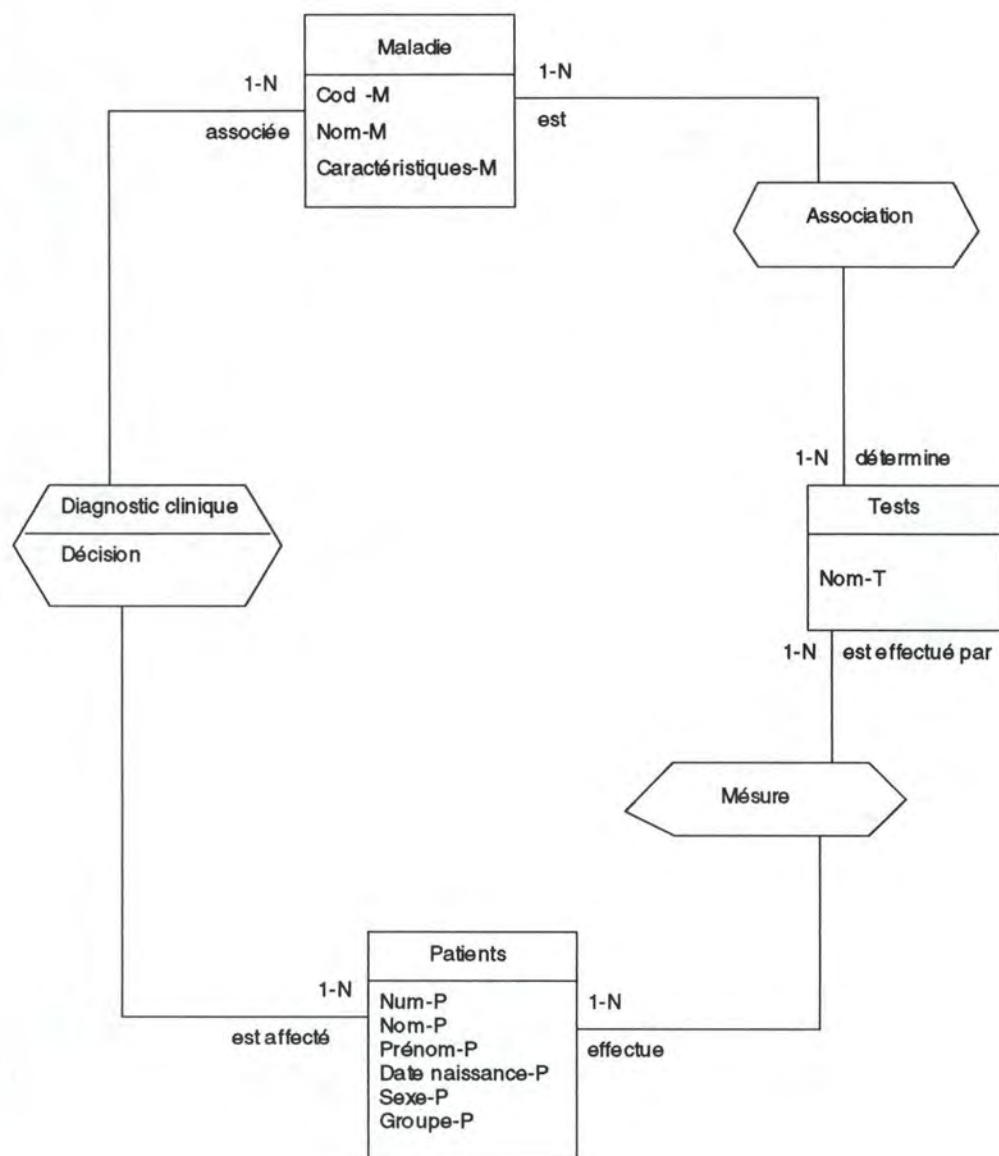 Maladie
1-N
1-N
Cod -M
est
associée
Nom-M
Caractéristiques-M
Association
1-N
détermine
Diagnostic clinique
Tests
Décision
Nom-T
1-N
est effectué par
Mésure
Patients
1-N
1-N
Num-P
Nom-P
est affecté
effectue
Prénom-P
Date naissance-P
Sexe-P
Groupe-P